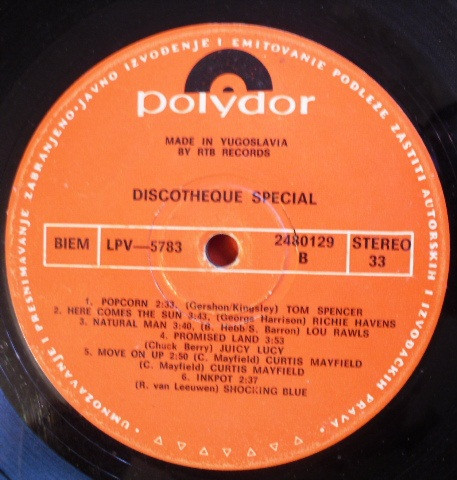 UMNOŽAVANJE I PRESNIMAVANJE ZABRANJENO·JAVNO IZVOĐENJE I EMITOVANJE PODLEŽE ZAŠTITI AUTORSKIH I IZVOĐAČKIH PRAVA·
polydor
MADE IN YUGOSLAVIA
BY RTB RECORDS
DISCOTHEQUE SPECIAL
BIEM LPV—5783 2480129 STEREO
B 33
1. POPCORN 2:33, (Gershon/Kingsley) TOM SPENCER
2. HERE COMES THE SUN 3:43, (George Harrison) RICHIE HAVENS
3. NATURAL MAN 3:40, (B. Hebb/S. Barron) LOU RAWLS
4. PROMISED LAND 3:53
(Chuck Berry) JUICY LUCY
5. MOVE ON UP 2:50 (C. Mayfield) CURTIS MAYFIELD
(C. Mayfield) CURTIS MAYFIELD
6. INKPOT 2:37
(R. van Leeuwen) SHOCKING BLUE